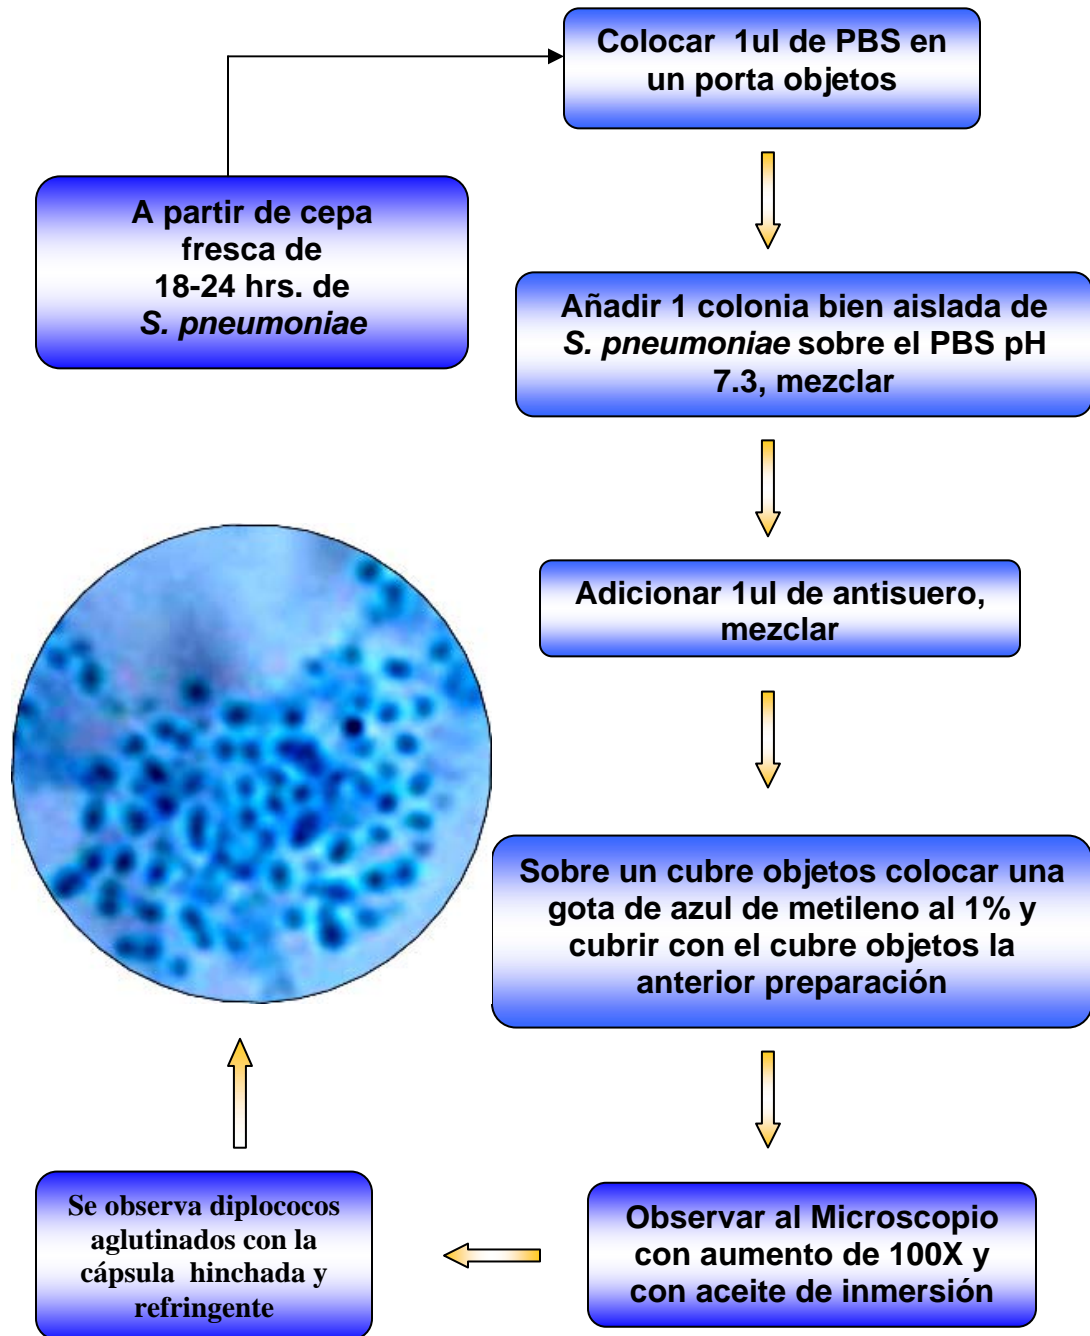 Colocar 1ul de PBS en
un porta objetos
A partir de cepa
fresca de
18-24 hrs. de
S. pneumoniae
Añadir 1 colonia bien aislada de
S. pneumoniae sobre el PBS pH
7.3, mezclar
Adicionar 1ul de antisuero,
mezclar
Sobre un cubre objetos colocar una
gota de azul de metileno al 1% y
cubrir con el cubre objetos la
anterior preparación
Observar al Microscopio
con aumento de 100X y
con aceite de inmersión
Se observa diplococos
aglutinados con la
cápsula hinchada y
refringente